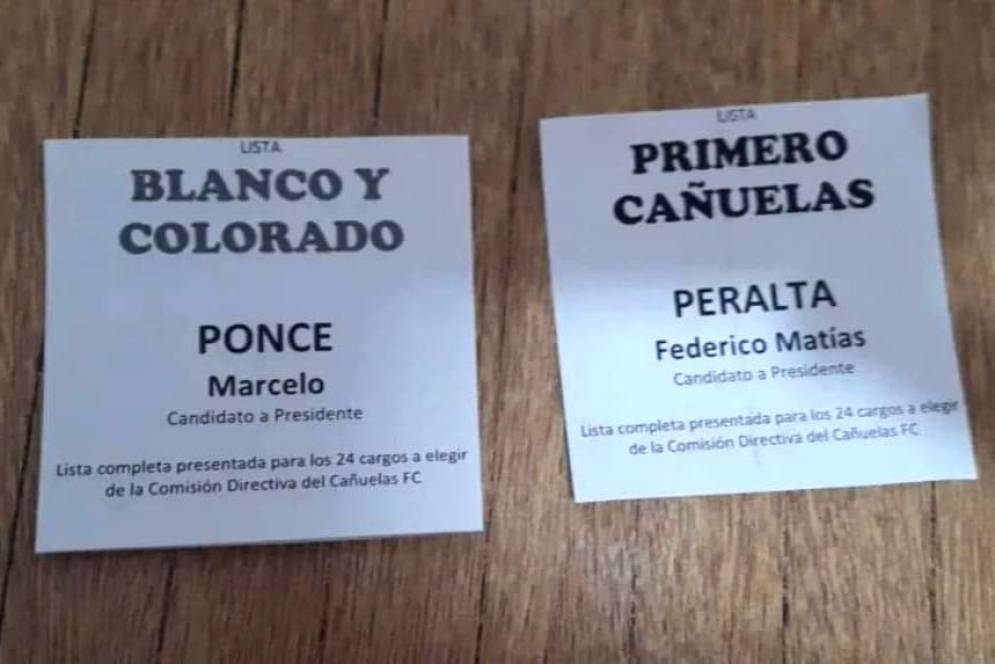 LISTA
BLANCO Y
COLORADO
PONCE
Marcelo
Candidato a Presidente
Lista completa presentada para los 24 cargos a elegir
de la Comisión Directiva del Cañuelas FC
LISTA
PRIMERO
CAÑUELAS
PERALTA
Federico Matías
Candidato a Presidente
Lista completa presentada para los 24 cargos a elegir
de la Comisión Directiva del Cañuelas FC